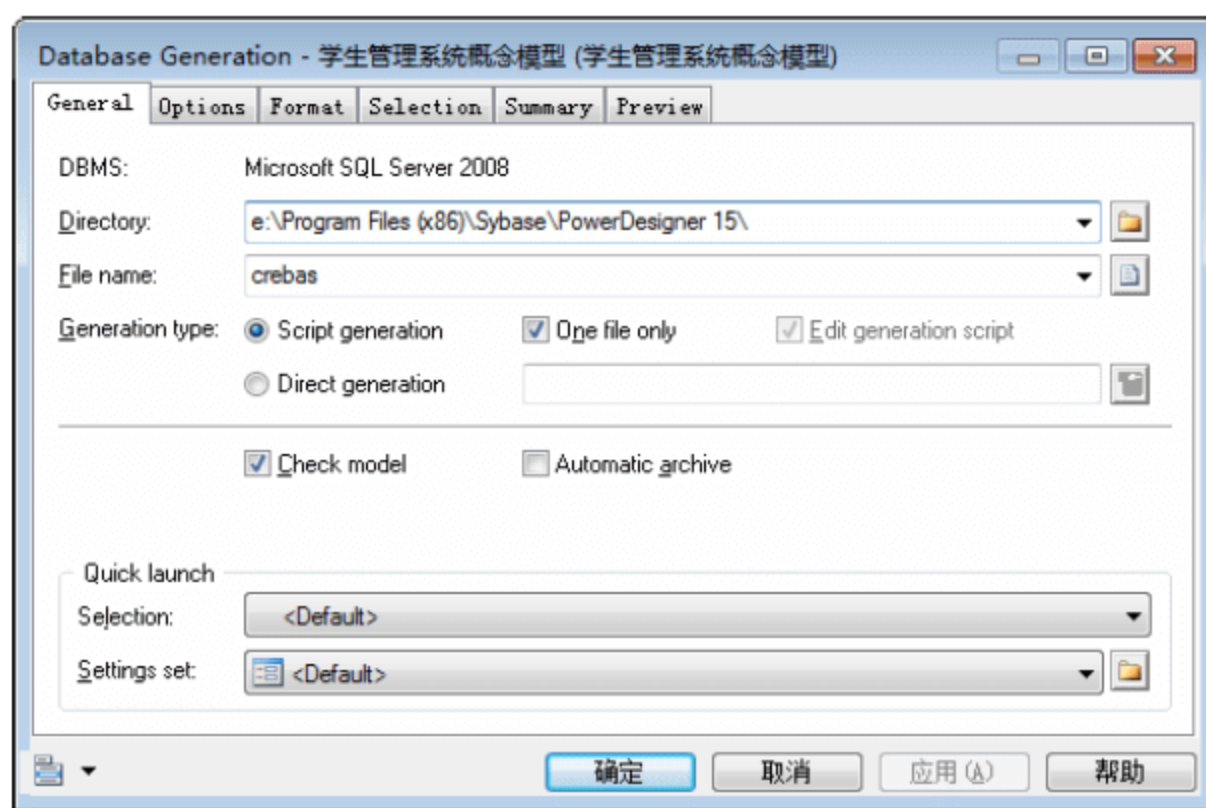 Database Generation - 学生管理系统概念模型 (学生管理系统概念模型)
General Options Format Selection Summary Preview
DBMS: Microsoft SQL Server 2008
Directory: e:\Program Files (x86)\Sybase\PowerDesigner 15\
File name: crebas
Generation type: Script generation One file only Edit generation script
Direct generation
Check model Automatic archive
Quick launch
Selection: <Default>
Settings set: <Default>
确定 取消 应用(A) 帮助